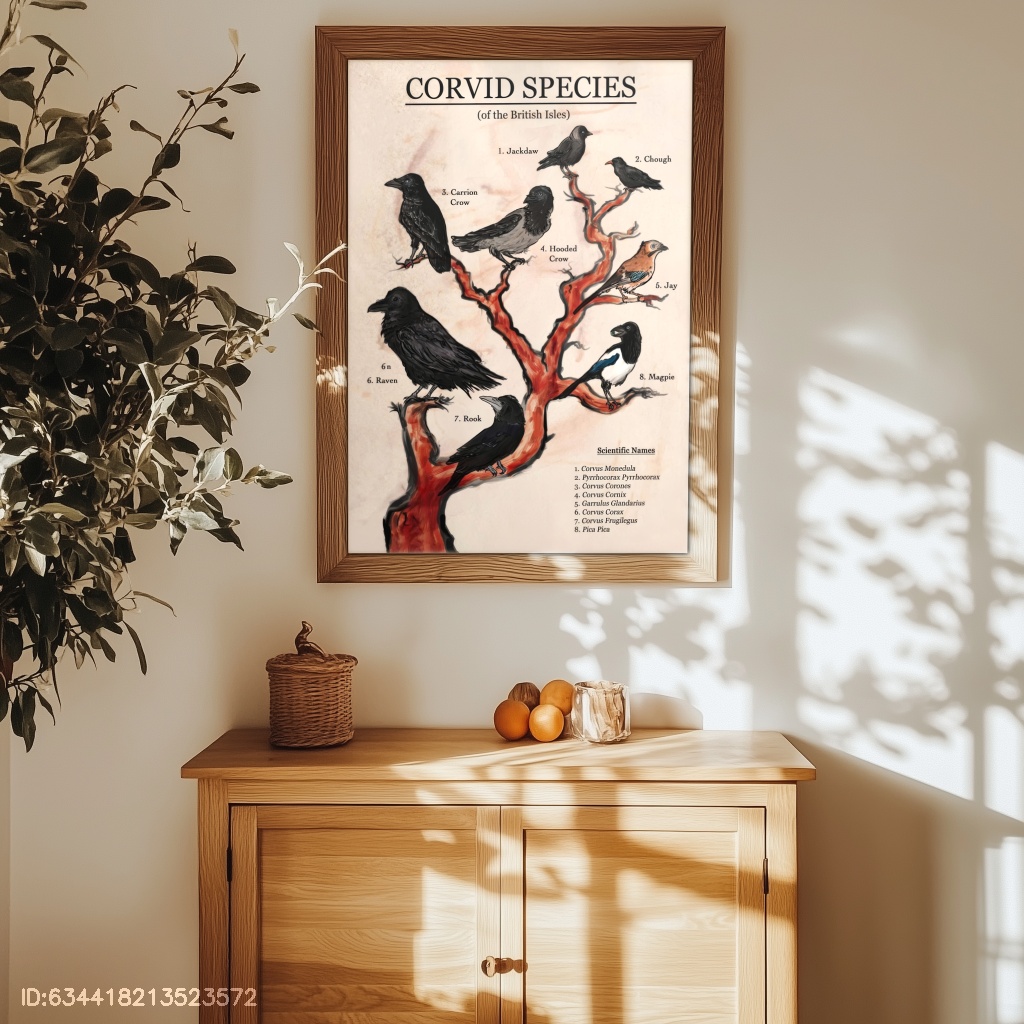 CORVID SPECIES
(of the British Isles)
1. Jackdaw
2. Chough
3. Carrion
Crow
4. Hooded
Crow
5. Jay
6n
6. Raven
8. Magpie
7. Rook
Scientific Names
1. Corvus Monedula
2. Pyrrhocorax Pyrrhocorax
3. Corvus Corones
4. Corvus Cornix
5. Garrulus Glandarius
6. Corvus Corax
7. Corvus Frugilegus
8. Pica Pica
ID:634418213523572